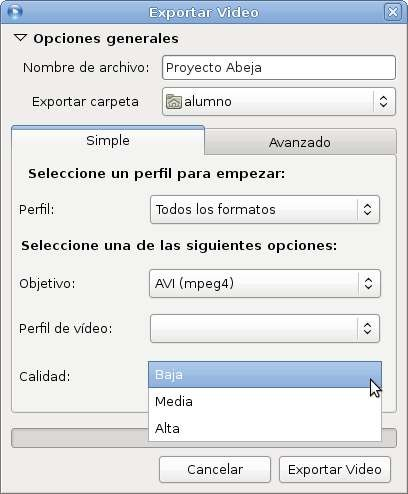 Exportar Video
Opciones generales
Nombre de archivo: Proyecto Abeja
Exportar carpeta alumno
Simple Avanzado
Seleccione un perfil para empezar:
Perfil: Todos los formatos
Seleccione una de las siguientes opciones:
Objetivo: AVI (mpeg4)
Perfil de vídeo:
Calidad: Baja
Media
Alta
Cancelar Exportar Video